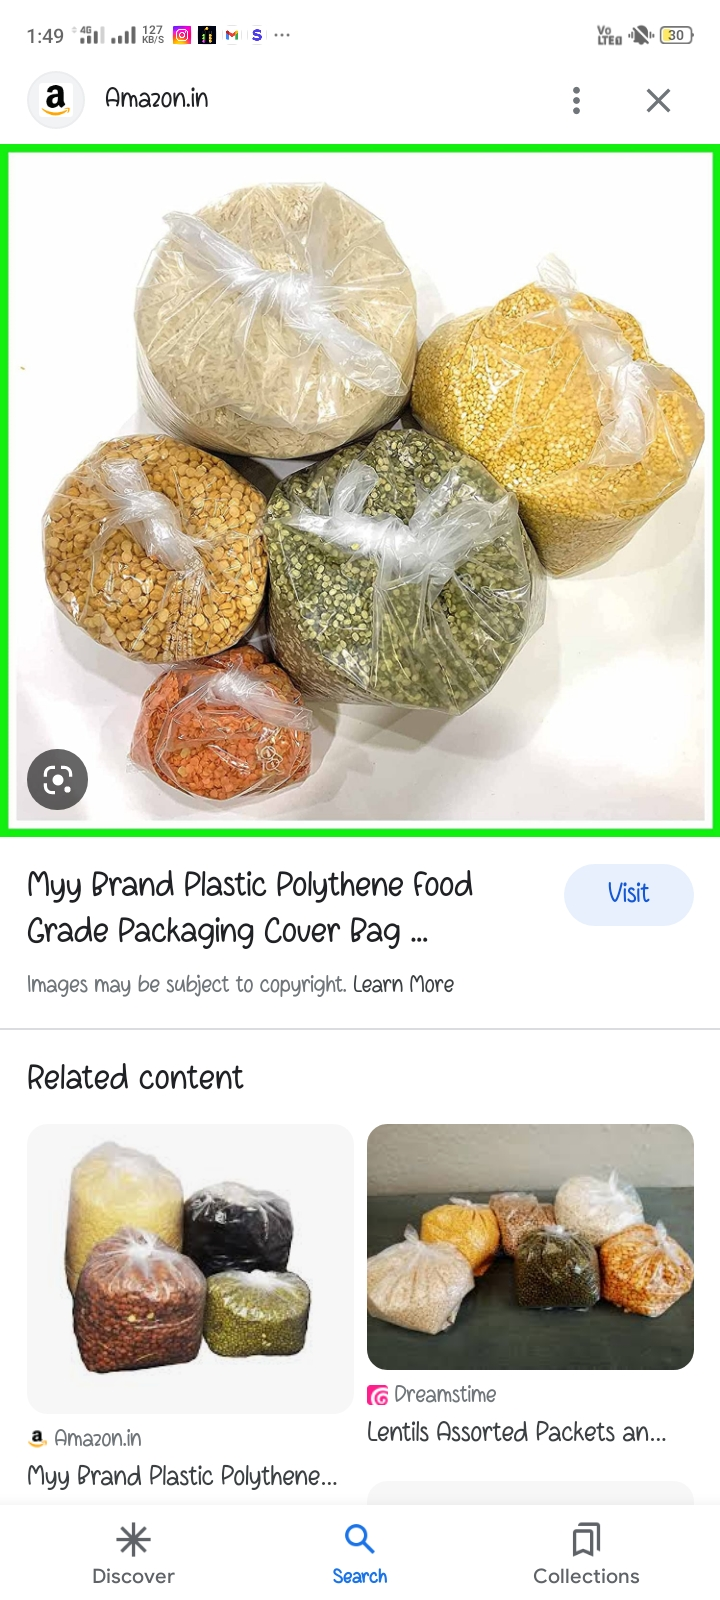 1:49 4G 127 KB/S S ... Vo LTE 30
a Amazon.in
Myy Brand Plastic Polythene Food
Grade Packaging Cover Bag ...
Visit
Images may be subject to copyright. Learn More
Related content
a Amazon.in
Myy Brand Plastic Polythene...
Dreamstime
Lentils Assorted Packets an...
Discover
Search
Collections